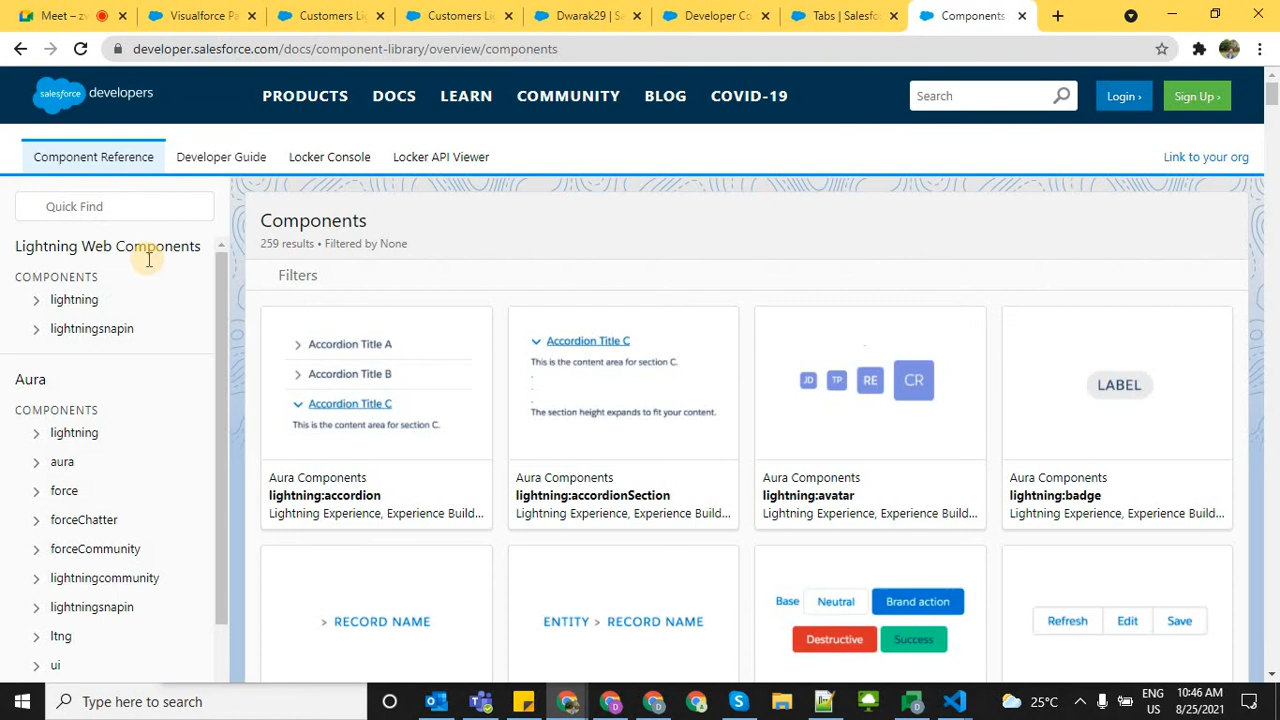 Meet – zv
Visualforce Pa
Customers Lig
Customers Lig
Dwarak29 | Sa
Developer Co
Tabs | Salesfo
Components
developer.salesforce.com/docs/component-library/overview/components
salesforce developers
PRODUCTS DOCS LEARN COMMUNITY BLOG COVID-19
Search
Login ›
Sign Up ›
Component Reference Developer Guide Locker Console Locker API Viewer Link to your org
Quick Find
Lightning Web Components
COMPONENTS
lightning
lightningsnapin
Aura
COMPONENTS
lightning
aura
force
forceChatter
forceCommunity
lightningcommunity
lightningsnapin
ltng
ui
Components
259 results • Filtered by None
Filters
Accordion Title A
Accordion Title B
Accordion Title C
This is the content area for section C.
Aura Components
lightning:accordion
Lightning Experience, Experience Build...
Accordion Title C
This is the content area for section C.
.
.
.
The section height expands to fit your content.
Aura Components
lightning:accordionSection
Lightning Experience, Experience Build...
JD TP RE CR
Aura Components
lightning:avatar
Lightning Experience, Experience Build...
LABEL
Aura Components
lightning:badge
Lightning Experience, Experience Build...
> RECORD NAME
ENTITY > RECORD NAME
Base Neutral Brand action
Destructive Success
Refresh Edit Save
Type here to search
25°C
ENG
US
10:46 AM
8/25/2021